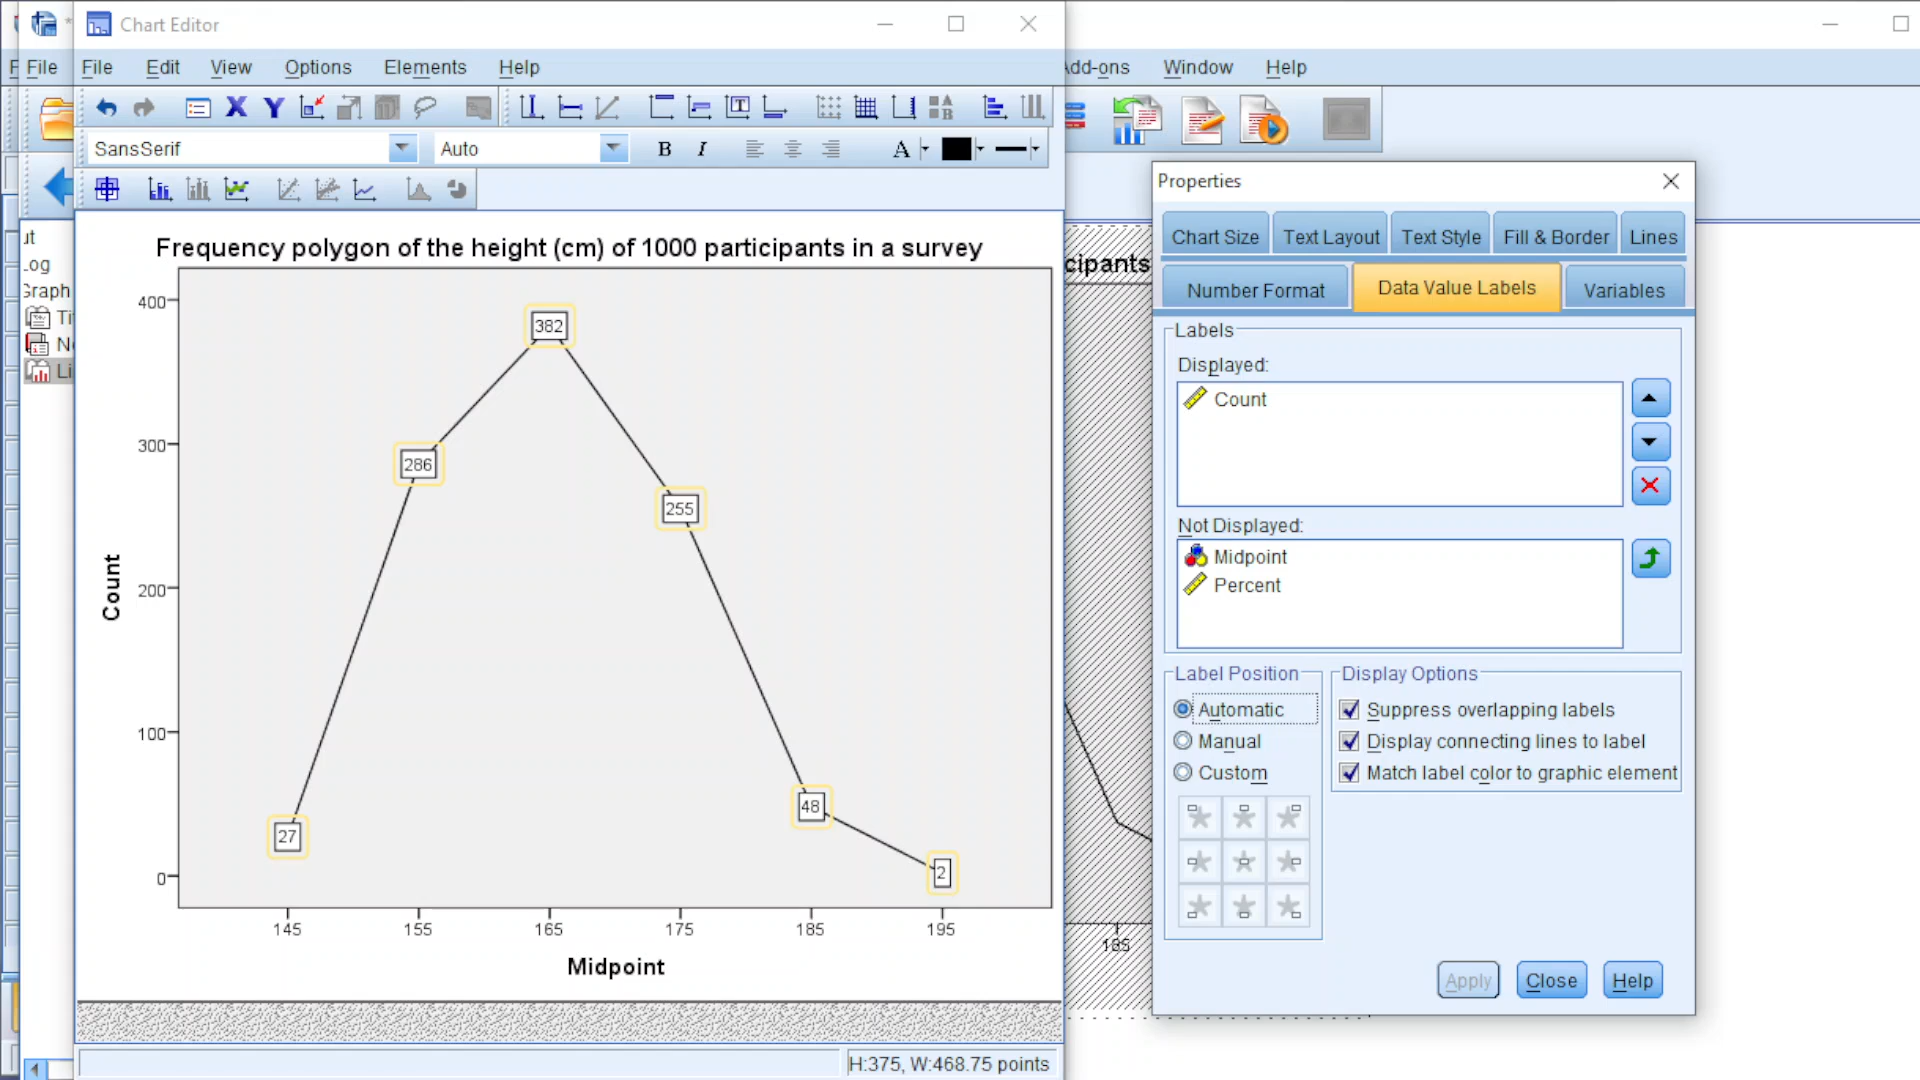 Chart Editor
File
File Edit View Options Elements Help
Add-ons Window Help
SansSerif
Auto
B I
A
Log
Graph
Frequency polygon of the height (cm) of 1000 participants in a survey
Count
400
300
200
100
0
382
286
255
27
48
2
145 155 165 175 185 195
Midpoint
H:375, W:468.75 points
cipants
185
Properties
Chart Size Text Layout Text Style Fill & Border Lines
Number Format Data Value Labels Variables
Labels
Displayed:
Count
Not Displayed:
Midpoint
Percent
Label Position
Automatic
Manual
Custom
Display Options
Suppress overlapping labels
Display connecting lines to label
Match label color to graphic element
Apply Close Help